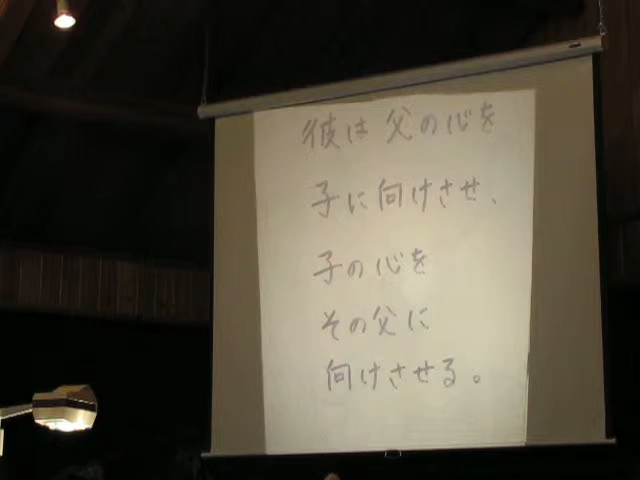 彼は父の心を
子に向けさせ、
子の心を
その父に
向けさせる。